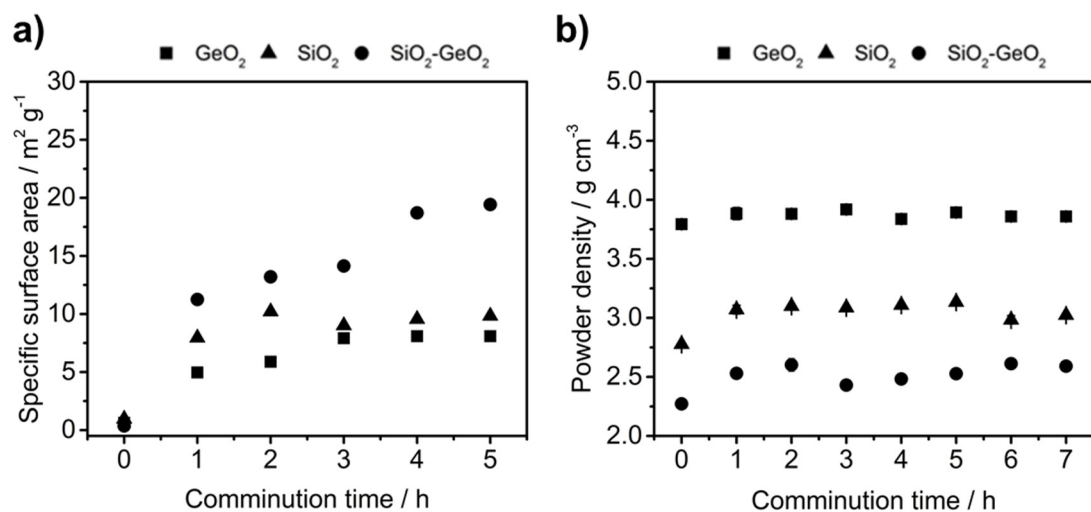 a)
GeO₂ SiO₂ SiO₂-GeO₂
Specific surface area / m² g⁻¹
30
25
20
15
10
5
0
0 1 2 3 4 5
Comminution time / h
b)
GeO₂ SiO₂ SiO₂-GeO₂
Powder density / g cm⁻³
5.0
4.5
4.0
3.5
3.0
2.5
2.0
0 1 2 3 4 5 6 7
Comminution time / h